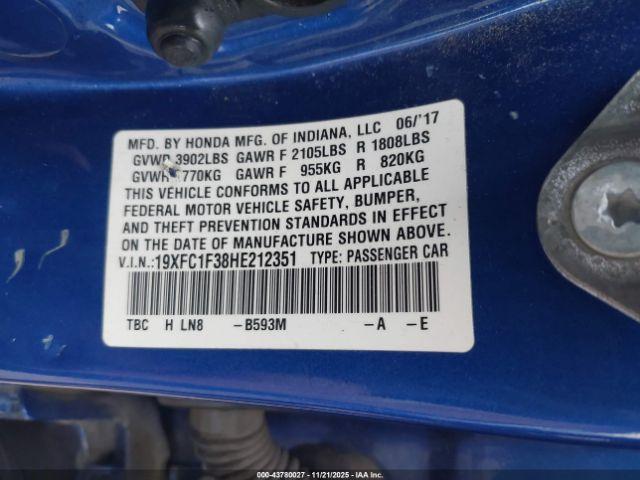 MFD. BY HONDA MFG. OF INDIANA, LLC 06/'17
GVWR 3902LBS GAWR F 2105LBS R 1808LBS
GVWR 1770KG GAWR F 955KG R 820KG
THIS VEHICLE CONFORMS TO ALL APPLICABLE
FEDERAL MOTOR VEHICLE SAFETY, BUMPER,
AND THEFT PREVENTION STANDARDS IN EFFECT
ON THE DATE OF MANUFACTURE SHOWN ABOVE.
V.I.N.:19XFC1F38HE212351 TYPE: PASSENGER CAR
TBC H LN8 -B593M -A -E
000-43780027 - 11/21/2025 - IAA Inc.